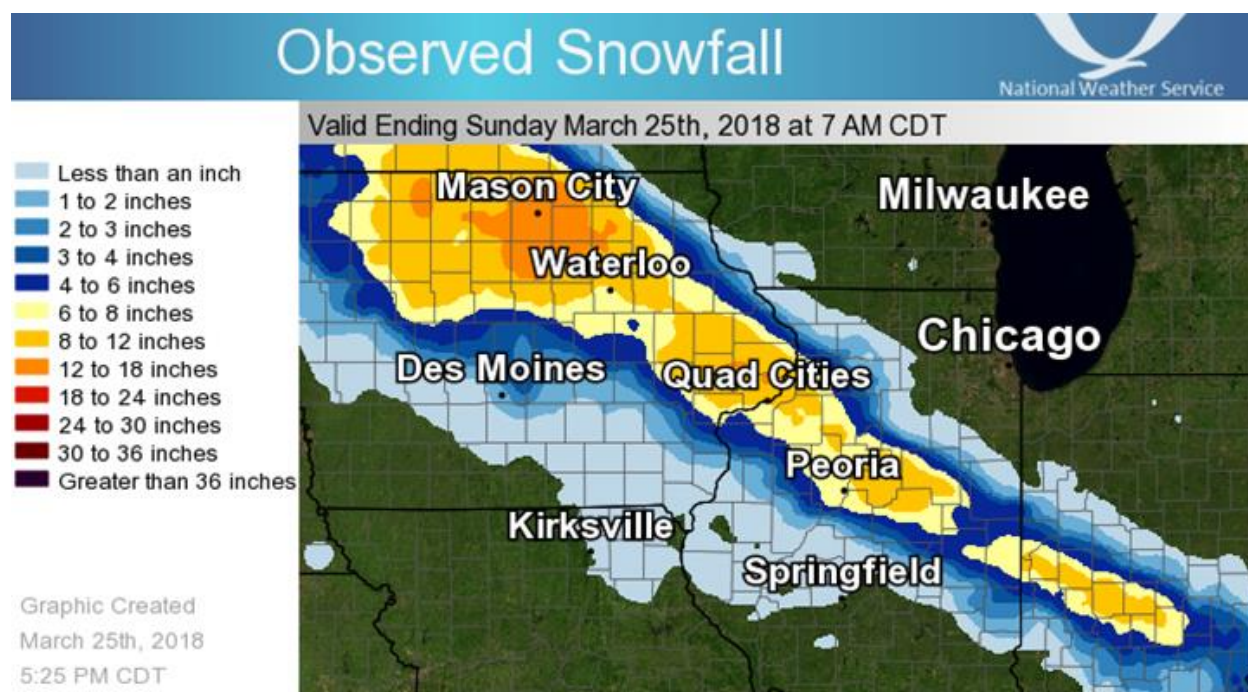 Observed Snowfall
National Weather Service
Valid Ending Sunday March 25th, 2018 at 7 AM CDT
Less than an inch
1 to 2 inches
2 to 3 inches
3 to 4 inches
4 to 6 inches
6 to 8 inches
8 to 12 inches
12 to 18 inches
18 to 24 inches
24 to 30 inches
30 to 36 inches
Greater than 36 inches
Mason City
Milwaukee
Waterloo
Chicago
Des Moines
Quad Cities
Peoria
Kirksville
Springfield
Graphic Created
March 25th, 2018
5:25 PM CDT